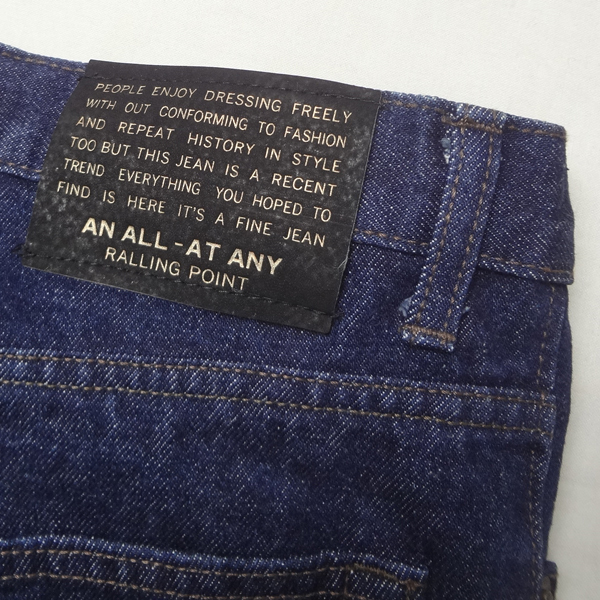 PEOPLE ENJOY DRESSING FREELY
WITH OUT CONFORMING TO FASHION
AND REPEAT HISTORY IN STYLE
TOO BUT THIS JEAN IS A RECENT
TREND EVERYTHING YOU HOPED TO
FIND IS HERE IT'S A FINE JEAN
AN ALL-AT ANY
RALLING POINT